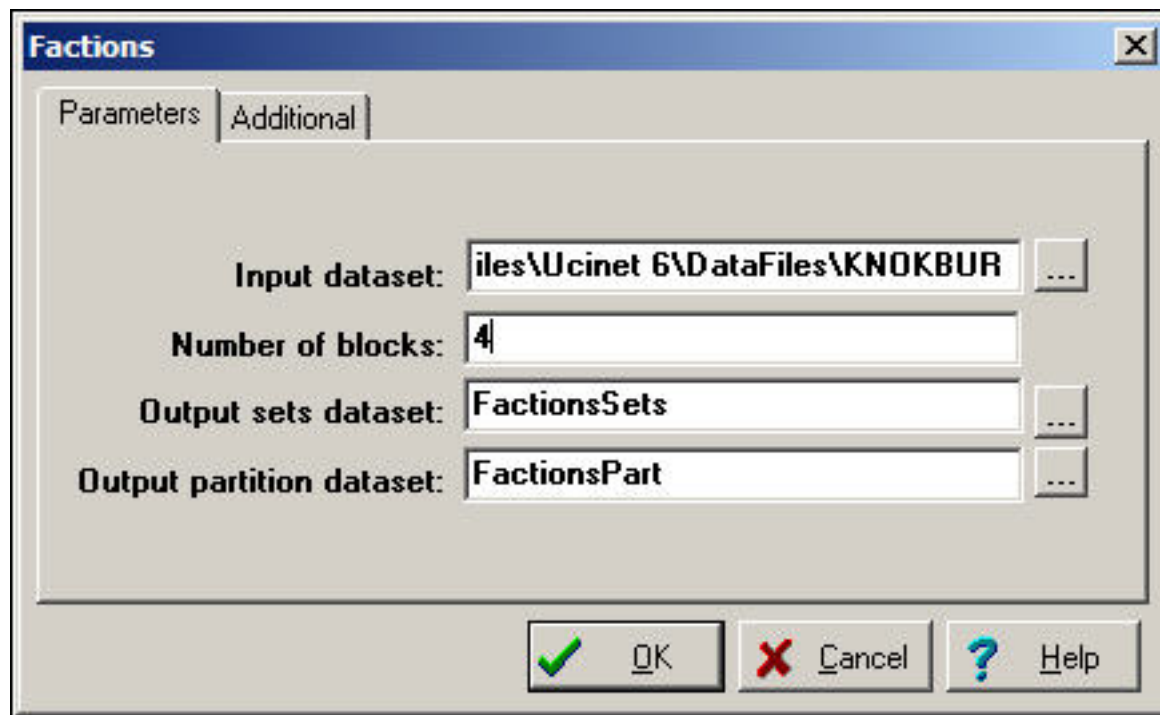 Factions
Parameters Additional
Input dataset: iles\Ucinet 6\DataFiles\KNOKBUR ...
Number of blocks: 4
Output sets dataset: FactionsSets ...
Output partition dataset: FactionsPart ...
OK Cancel ? Help